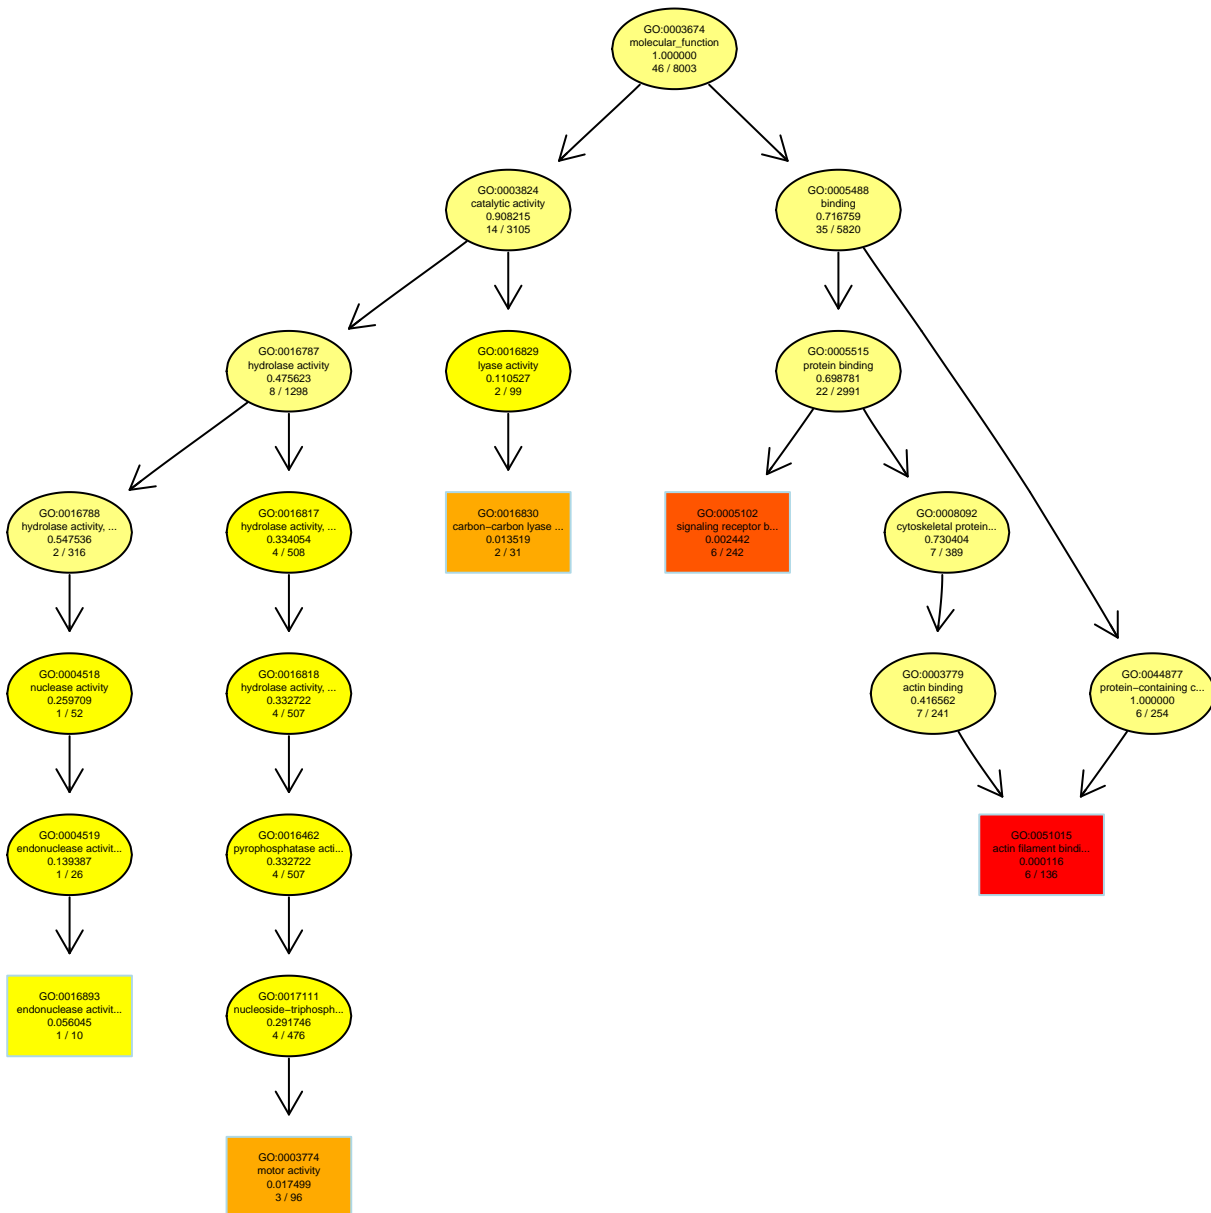 GO:0003674
molecular_function
1.000000
46 / 8003
GO:0003824
catalytic activity
0.908215
14 / 3105
GO:0005488
binding
0.716759
35 / 5820
GO:0016787
hydrolase activity
0.475623
8 / 1298
GO:0016829
lyase activity
0.110527
2 / 99
GO:0005515
protein binding
0.698781
22 / 2991
GO:0016788
hydrolase activity, ...
0.547536
2 / 316
GO:0016817
hydrolase activity, ...
0.334054
4 / 508
GO:0016830
carbon−carbon lyase ...
0.013519
2 / 31
GO:0005102
signaling receptor b...
0.002442
6 / 242
GO:0008092
cytoskeletal protein...
0.730404
7 / 389
GO:0004518
nuclease activity
0.259709
1 / 52
GO:0016818
hydrolase activity, ...
0.332722
4 / 507
GO:0003779
actin binding
0.416562
7 / 241
GO:0044877
protein−containing c...
1.000000
6 / 254
GO:0004519
endonuclease activit...
0.139387
1 / 26
GO:0016462
pyrophosphatase acti...
0.332722
4 / 507
GO:0051015
actin filament bindi...
0.000116
6 / 136
GO:0016893
endonuclease activit...
0.056045
1 / 10
GO:0017111
nucleoside−triphosph...
0.291746
4 / 476
GO:0003774
motor activity
0.017499
3 / 96